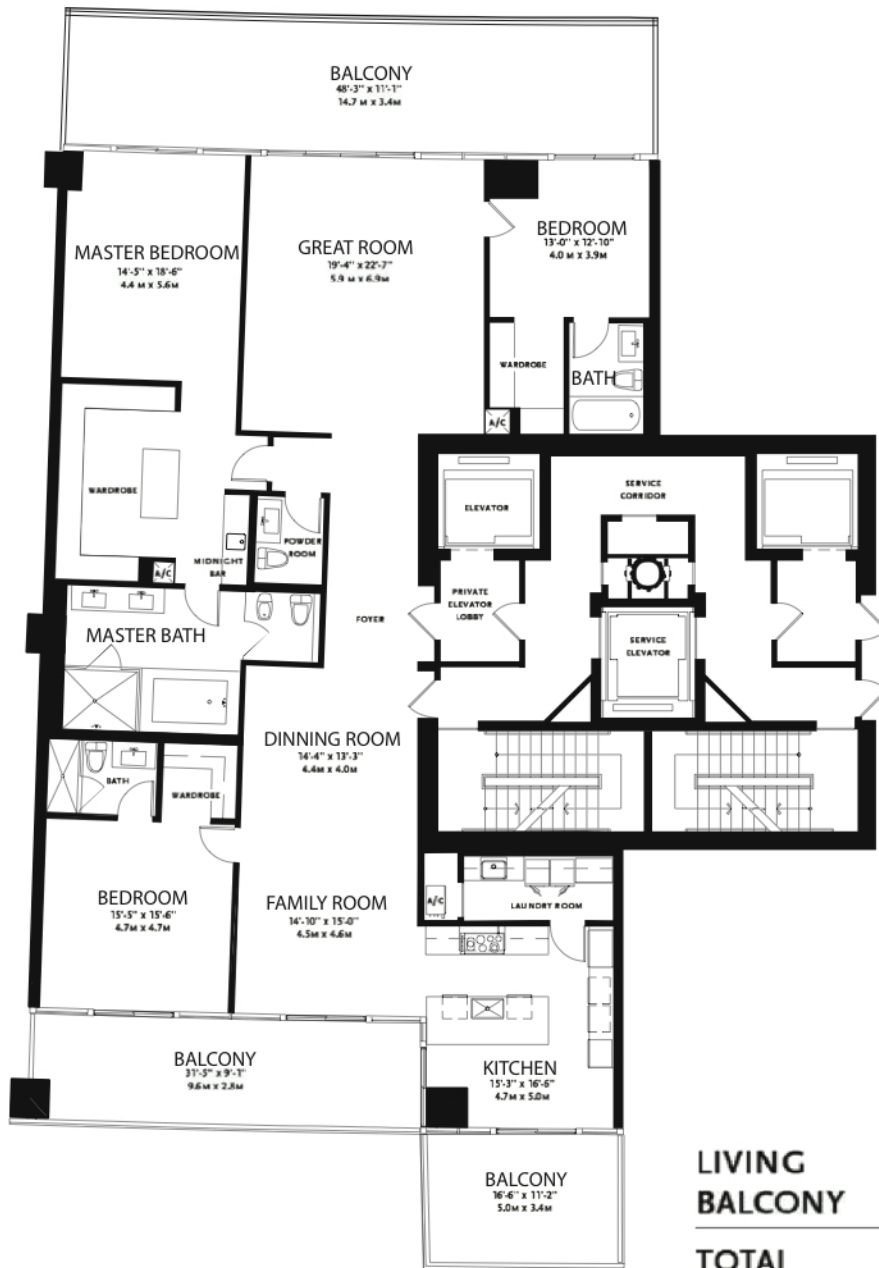 BALCONY
48'-3" x 11'-1"
14.7 M x 3.4M
MASTER BEDROOM
14'-5" x 18'-6"
4.4 M x 5.6M
GREAT ROOM
19'-4" x 22'-7"
5.9 M x 6.9M
BEDROOM
13'-0" x 12'-10"
4.0 M x 3.9M
WARDROBE
BATH
A/C
WARDROBE
ELEVATOR
SERVICE
CORRIDOR
POWDER
ROOM
MIDNIGHT
BAR
A/C
PRIVATE
ELEVATOR
LOBBY
FOYER
MASTER BATH
SERVICE
ELEVATOR
DINNING ROOM
14'-4" x 13'-3"
4.4M x 4.0M
BATH
WARDROBE
BEDROOM
15'-5" x 15'-6"
4.7M x 4.7M
FAMILY ROOM
14'-10" x 15'-0"
4.5M x 4.6M
A/C
LAUNDRY ROOM
BALCONY
31'-5" x 9'-1"
9.6M x 2.8M
KITCHEN
15'-3" x 16'-6"
4.7M x 5.0M
BALCONY
16'-6" x 11'-2"
5.0M x 3.4M
LIVING
BALCONY
TOTAL